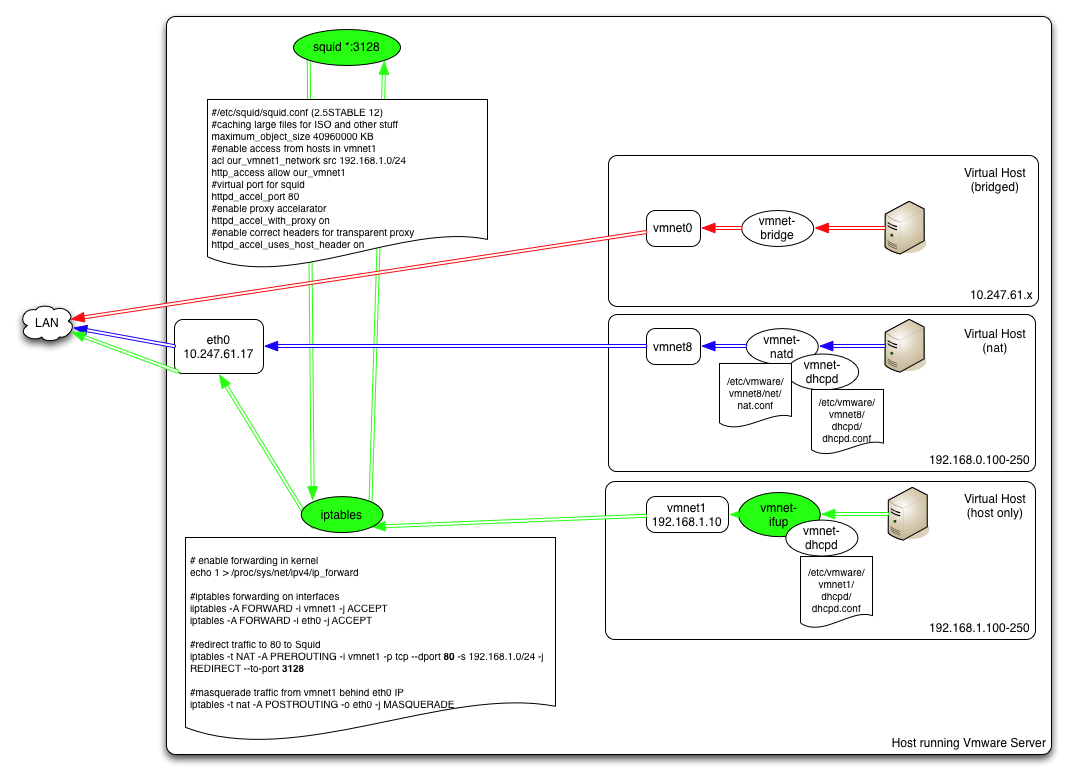 squid *:3128
#/etc/squid/squid.conf (2.5STABLE 12)
#caching large files for ISO and other stuff
maximum_object_size 40960000 KB
#enable access from hosts in vmnet1
acl our_vmnet1_network src 192.168.1.0/24
http_access allow our_vmnet1
#virtual port for squid
httpd_accel_port 80
#enable proxy accelarator
httpd_accel_with_proxy on
#enable correct headers for transparent proxy
httpd_accel_uses_host_header on
Virtual Host
(bridged)
vmnet0
vmnet-
bridge
10.247.61.x
LAN
eth0
10.247.61.17
Virtual Host
(nat)
vmnet8
vmnet-
natd
vmnet-
dhcpd
/etc/vmware/
vmnet8/net/
nat.conf
/etc/vmware/
vmnet8/
dhcpd/
dhcpd.conf
192.168.0.100-250
iptables
Virtual Host
(host only)
vmnet1
192.168.1.10
vmnet-
ifup
vmnet-
dhcpd
/etc/vmware/
vmnet1/
dhcpd/
dhcpd.conf
192.168.1.100-250
# enable forwarding in kernel
echo 1 > /proc/sys/net/ipv4/ip_forward
#iptables forwarding on interfaces
iiptables -A FORWARD -i vmnet1 -j ACCEPT
iptables -A FORWARD -i eth0 -j ACCEPT
#redirect traffic to 80 to Squid
iptables -t NAT -A PREROUTING -i vmnet1 -p tcp --dport 80 -s 192.168.1.0/24 -j
REDIRECT --to-port 3128
#masquerade traffic from vmnet1 behind eth0 IP
iptables -t nat -A POSTROUTING -o eth0 -j MASQUERADE
Host running Vmware Server